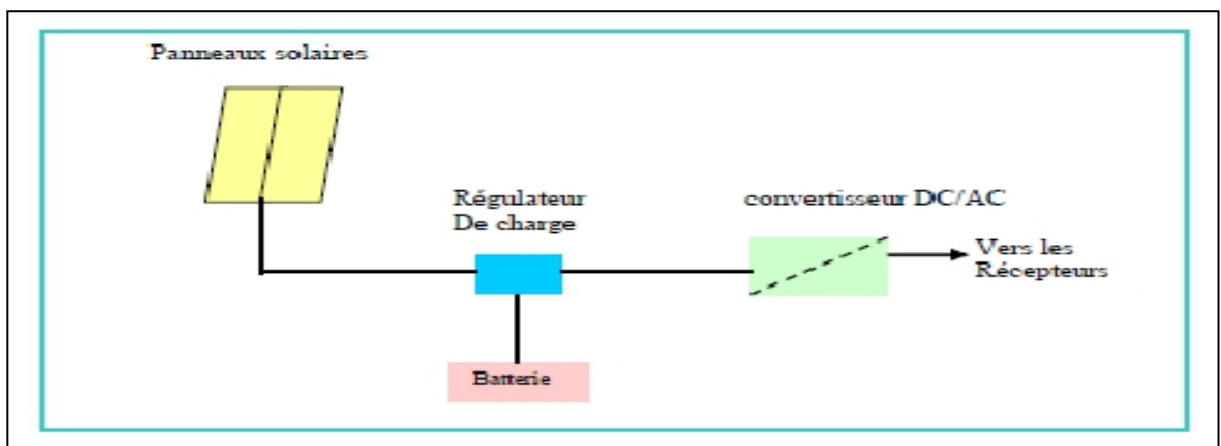 Panneaux solaires
Régulateur
De charge
convertisseur DC/AC
Vers les
Récepteurs
Batterie